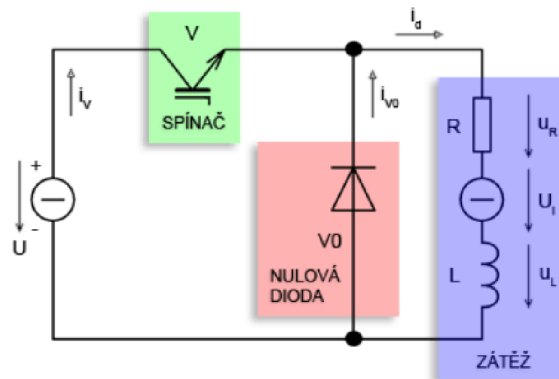 V
i_d
i_V
SPÍNAČ
i_V0
R
u_R
+
U
-
U_I
V0
L
u_L
NULOVÁ
DIODA
ZÁTĚŽ